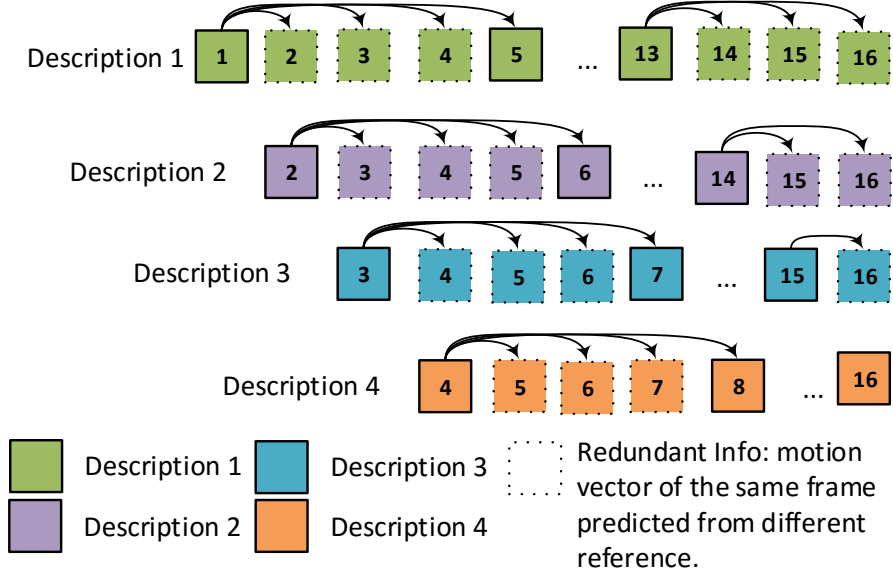 Description 1 1 2 3 4 5 ... 13 14 15 16
Description 2 2 3 4 5 6 ... 14 15 16
Description 3 3 4 5 6 7 ... 15 16
Description 4 4 5 6 7 8 ... 16
Description 1
Description 2
Description 3
Description 4
Redundant Info: motion
vector of the same frame
predicted from different
reference.